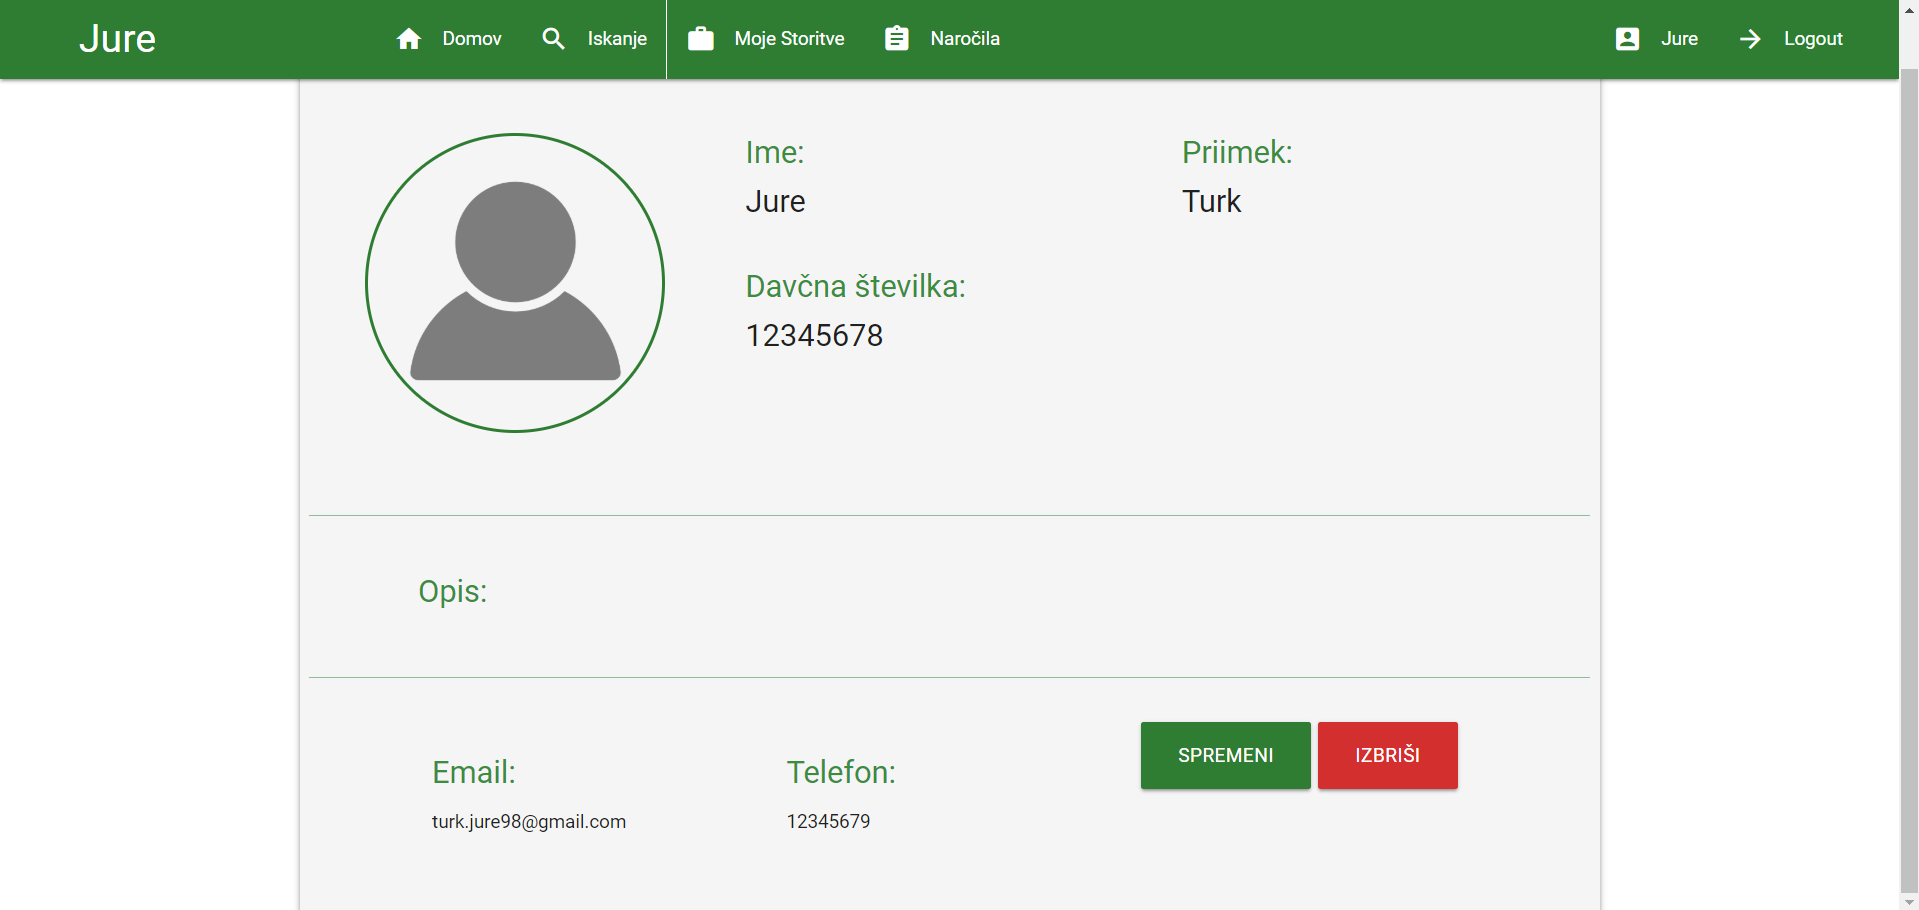 Jure
Domov
Iskanje
Moje Storitve
Naročila
Jure
Logout
Ime:
Jure
Priimek:
Turk
Davčna številka:
12345678
Opis:
Email:
turk.jure98@gmail.com
Telefon:
12345679
SPREMENI
IZBRIŠI